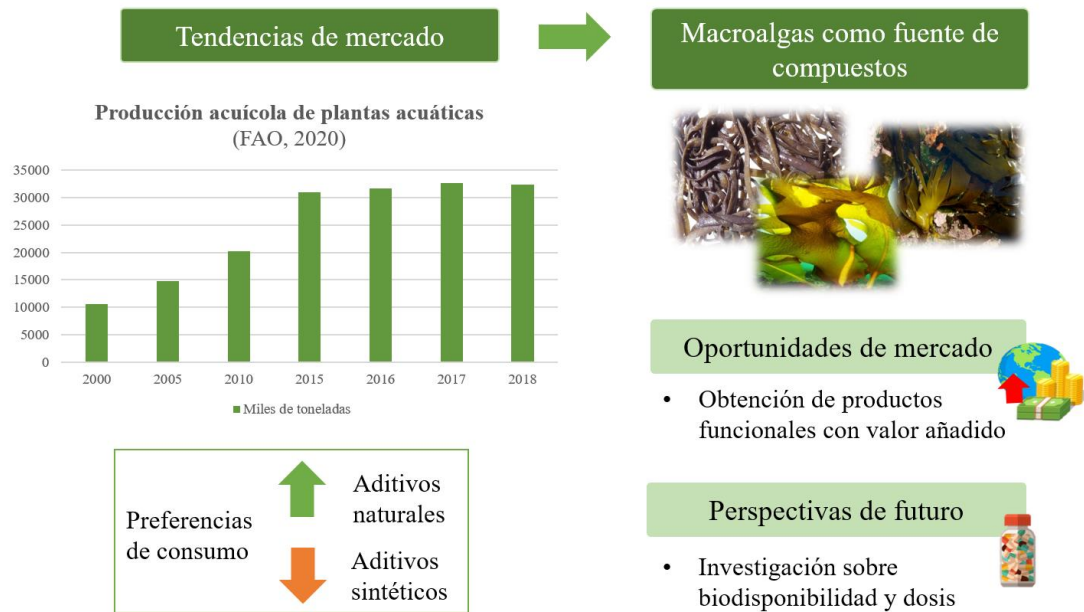 Tendencias de mercado
Producción acuícola de plantas acuáticas
(FAO, 2020)
35000
30000
25000
20000
15000
10000
5000
0
2000 2005 2010 2015 2016 2017 2018
Miles de toneladas
Preferencias
de consumo
Aditivos
naturales
Aditivos
sintéticos
Macroalgas como fuente de
compuestos
Oportunidades de mercado
• Obtención de productos
funcionales con valor añadido
Perspectivas de futuro
• Investigación sobre
biodisponibilidad y dosis